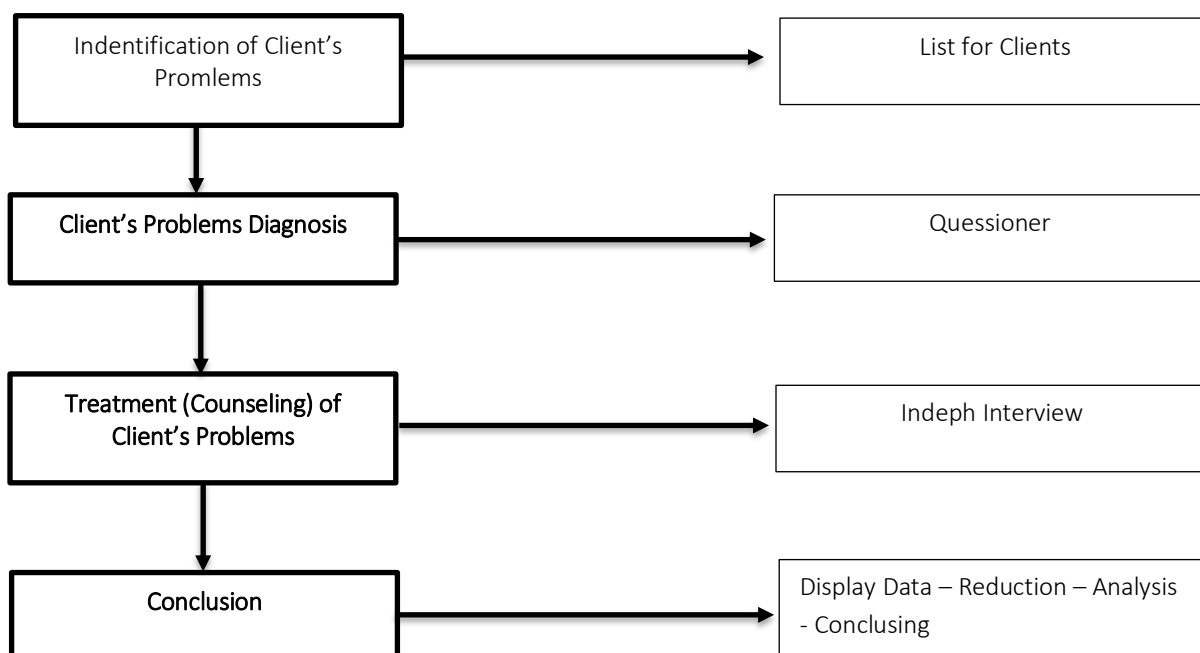 Indentification of Client’s
Promlems
List for Clients
Client’s Problems Diagnosis
Quessioner
Treatment (Counseling) of
Client’s Problems
Indeph Interview
Conclusion
Display Data – Reduction – Analysis
- Conclusing